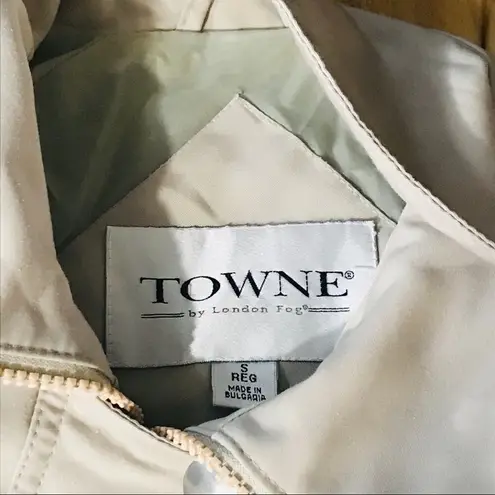 TOWNE®
by London Fog®
S
REG
MADE IN
BULGARIA